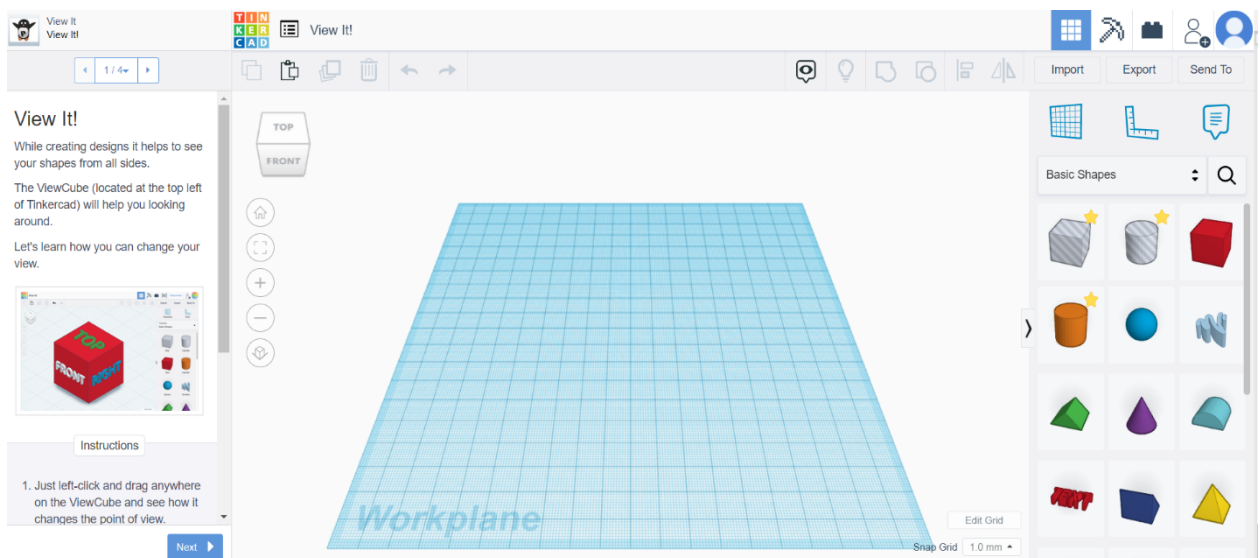 View It
View It!
TINKERCAD
View It!
1 / 4
Import
Export
Send To
View It!
While creating designs it helps to see
your shapes from all sides.
The ViewCube (located at the top left
of Tinkercad) will help you looking
around.
Let's learn how you can change your
view.
TOP
FRONT
RIGHT
Instructions
1. Just left-click and drag anywhere
on the ViewCube and see how it
changes the point of view.
Next
TOP
FRONT
Workplane
Edit Grid
Snap Grid 1.0 mm
Basic Shapes
TEXT